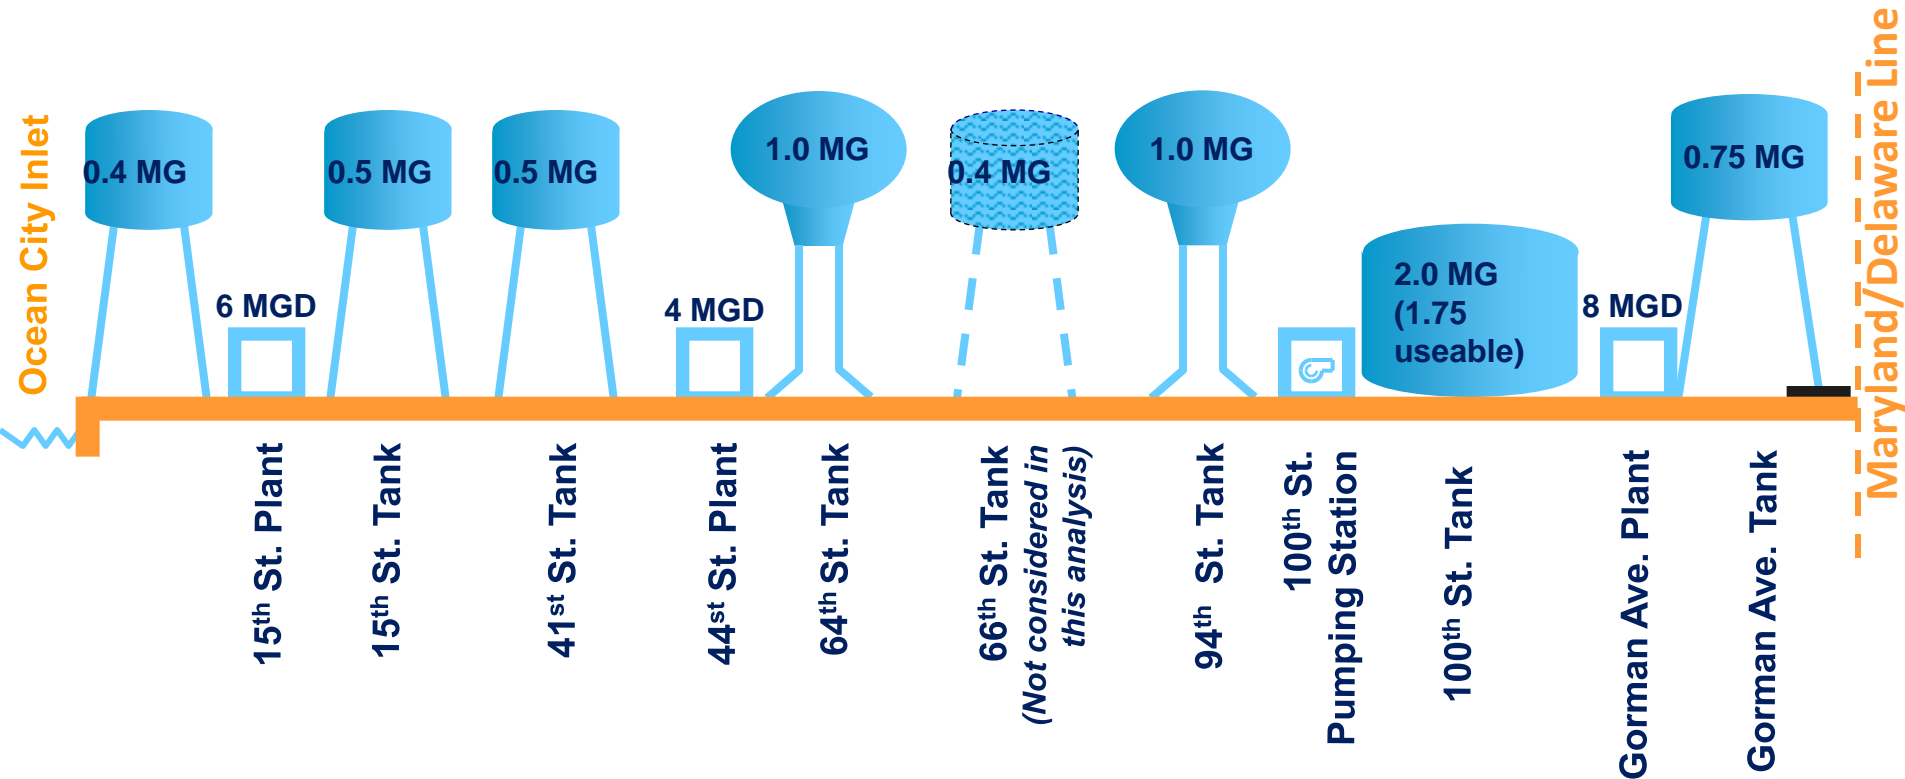 Ocean City Inlet
0.4 MG
6 MGD
0.5 MG
0.5 MG
4 MGD
1.0 MG
0.4 MG
1.0 MG
2.0 MG
(1.75
useable)
8 MGD
0.75 MG
Maryland/Delaware Line
15th St. Plant
15th St. Tank
41st St. Tank
44st St. Plant
64th St. Tank
66th St. Tank
(Not considered in
this analysis)
94th St. Tank
100th St.
Pumping Station
100th St. Tank
Gorman Ave. Plant
Gorman Ave. Tank